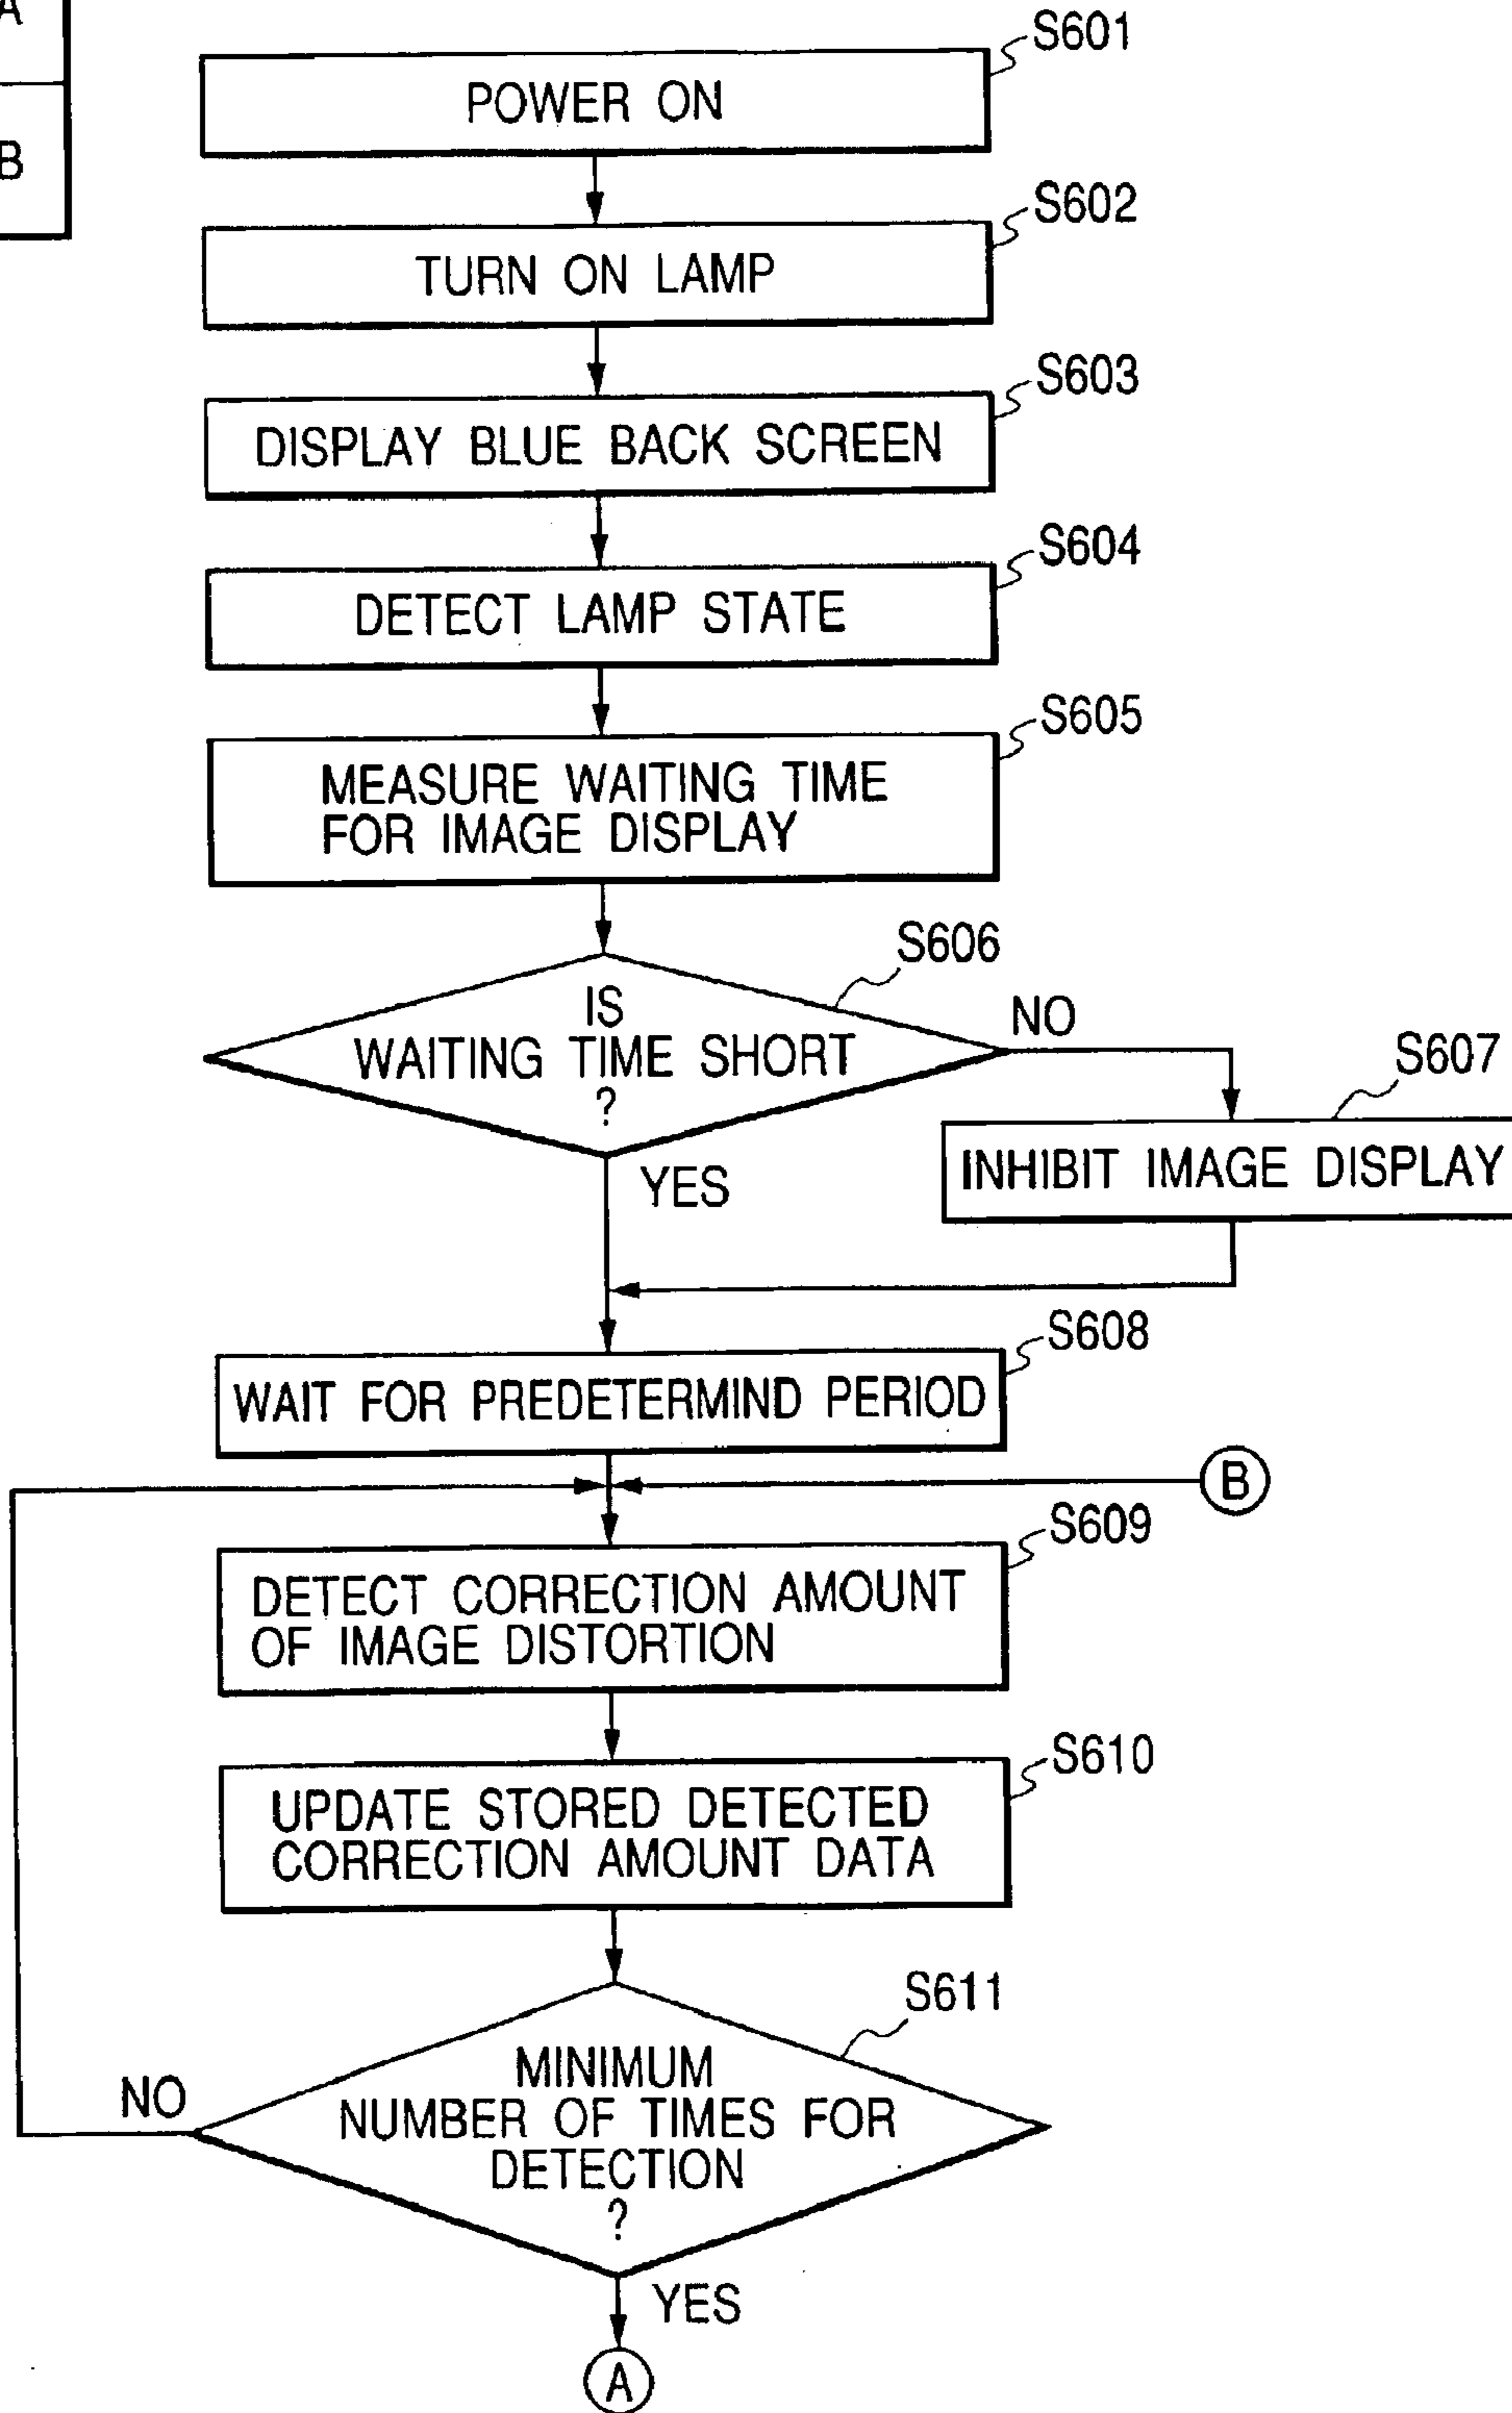 A
B
S601
POWER ON
S602
TURN ON LAMP
S603
DISPLAY BLUE BACK SCREEN
S604
DETECT LAMP STATE
S605
MEASURE WAITING TIME
FOR IMAGE DISPLAY
S606
IS
WAITING TIME SHORT
?
NO
S607
INHIBIT IMAGE DISPLAY
YES
S608
WAIT FOR PREDETERMIND PERIOD
B
S609
DETECT CORRECTION AMOUNT
OF IMAGE DISTORTION
S610
UPDATE STORED DETECTED
CORRECTION AMOUNT DATA
S611
MINIMUM
NUMBER OF TIMES FOR
DETECTION
?
NO
YES
A